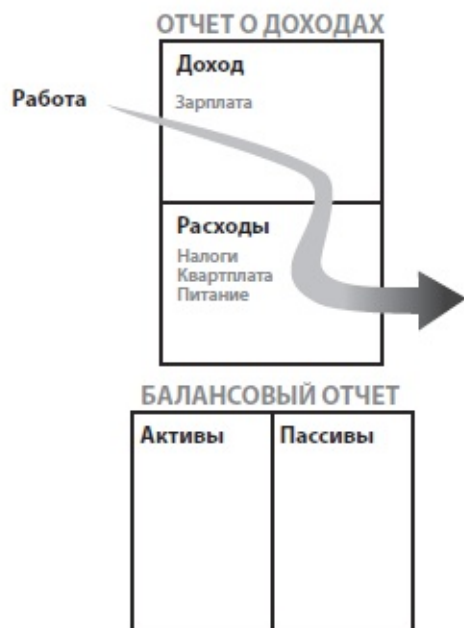 ОТЧЕТ О ДОХОДАХ
Доход
Работа
Зарплата
Расходы
Налоги
Квартплата
Питание
БАЛАНСОВЫЙ ОТЧЕТ
Активы
Пассивы